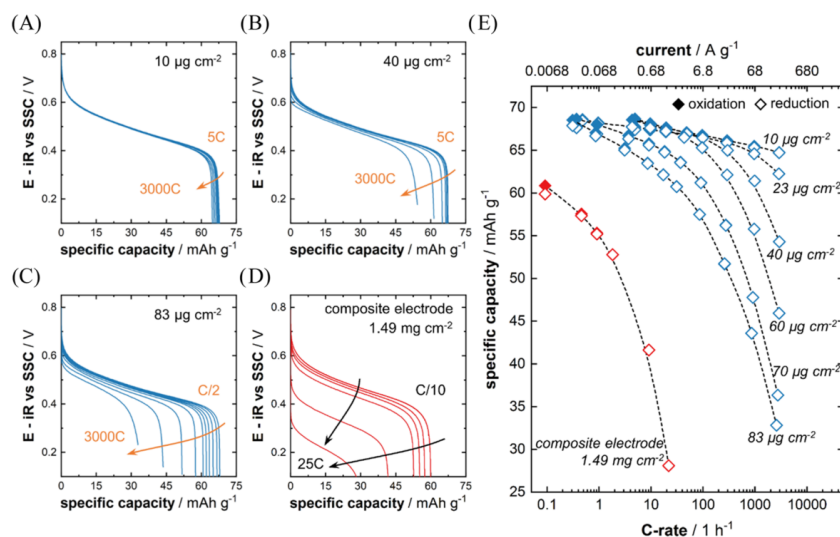 (A)
10 µg cm⁻²
5C
3000C
E - iR vs SSC / V
0.8
0.6
0.4
0.2
0 15 30 45 60 75
specific capacity / mAh g⁻¹
(B)
40 µg cm⁻²
5C
3000C
E - iR vs SSC / V
0.8
0.6
0.4
0.2
0 15 30 45 60 75
specific capacity / mAh g⁻¹
(C)
83 µg cm⁻²
C/2
3000C
E - iR vs SSC / V
0.8
0.6
0.4
0.2
0 15 30 45 60 75
specific capacity / mAh g⁻¹
(D)
composite electrode
1.49 mg cm⁻²
C/10
25C
E - iR vs SSC / V
0.8
0.6
0.4
0.2
0 15 30 45 60 75
specific capacity / mAh g⁻¹
(E)
current / A g⁻¹
0.0068 0.068 0.68 6.8 68 680
oxidation reduction
10 µg cm⁻²
23 µg cm⁻²
40 µg cm⁻²
60 µg cm⁻²
70 µg cm⁻²
83 µg cm⁻²
composite electrode
1.49 mg cm⁻²
specific capacity / mAh g⁻¹
70
65
60
55
50
45
40
35
30
25
0.1 1 10 100 1000 10000
C-rate / 1 h⁻¹